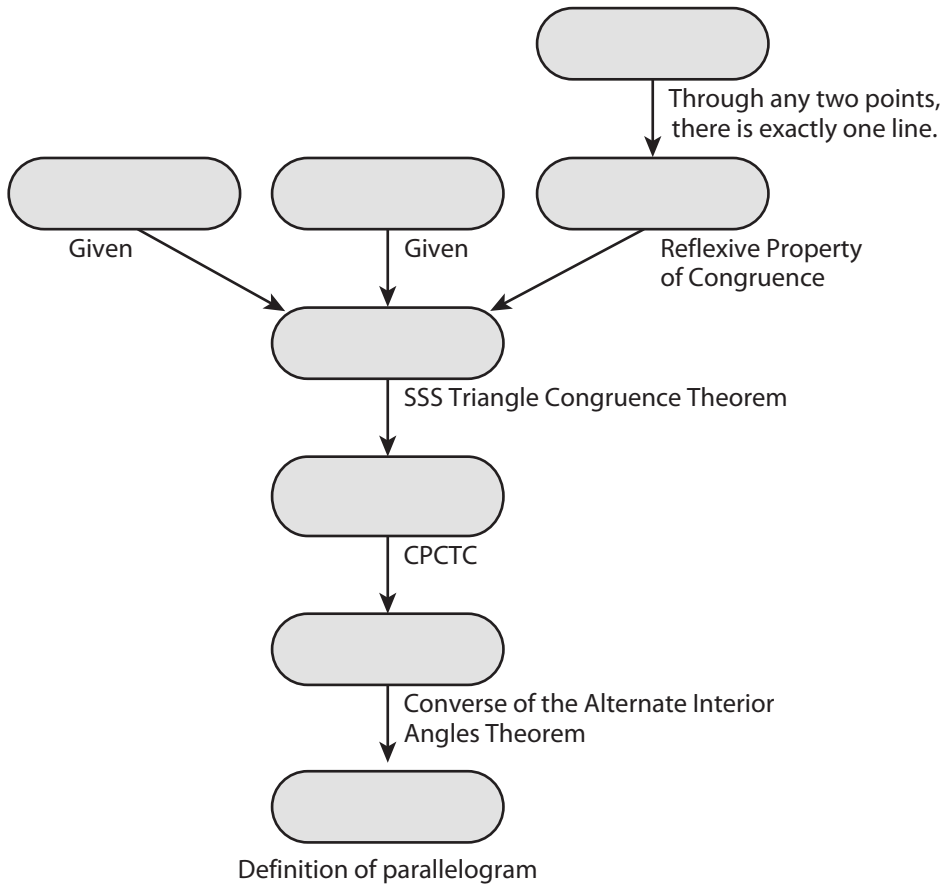 Through any two points,
there is exactly one line.
Given
Given
Reflexive Property
of Congruence
SSS Triangle Congruence Theorem
CPCTC
Converse of the Alternate Interior
Angles Theorem
Definition of parallelogram